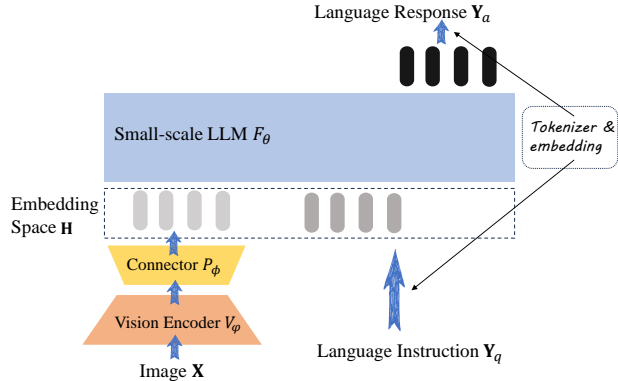 Language Response Yₐ
Small-scale LLM F_θ
Tokenizer &
embedding
Embedding
Space H
Connector P_ϕ
Vision Encoder V_φ
Image X
Language Instruction Y_q